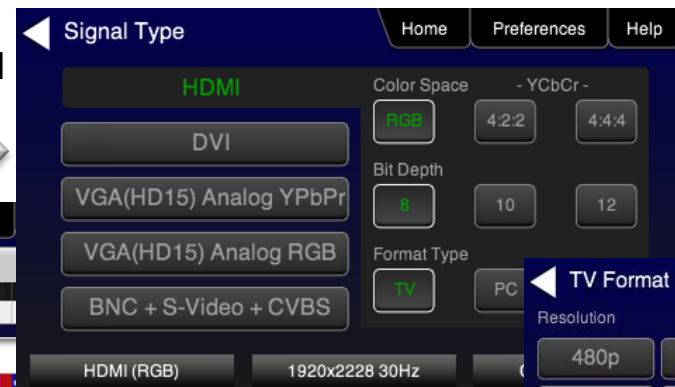 Signal Type Home Preferences Help
HDMI Color Space - YCbCr -
RGB 4:2:2 4:4:4
DVI
Bit Depth
VGA(HD15) Analog YPbPr 8 10 12
VGA(HD15) Analog RGB Format Type
TV PC TV Format
BNC + S-Video + CVBS Resolution
480p
HDMI (RGB) 1920x2228 30Hz